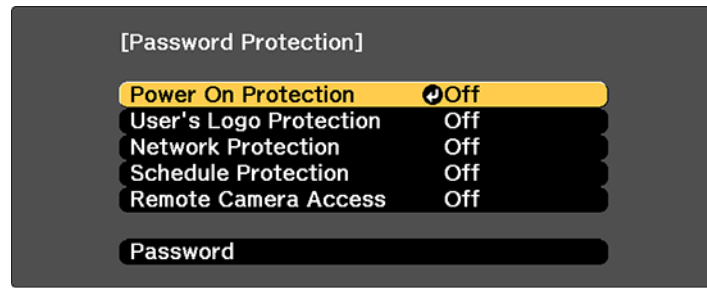 [Password Protection]
Power On Protection Off
User's Logo Protection Off
Network Protection Off
Schedule Protection Off
Remote Camera Access Off
Password